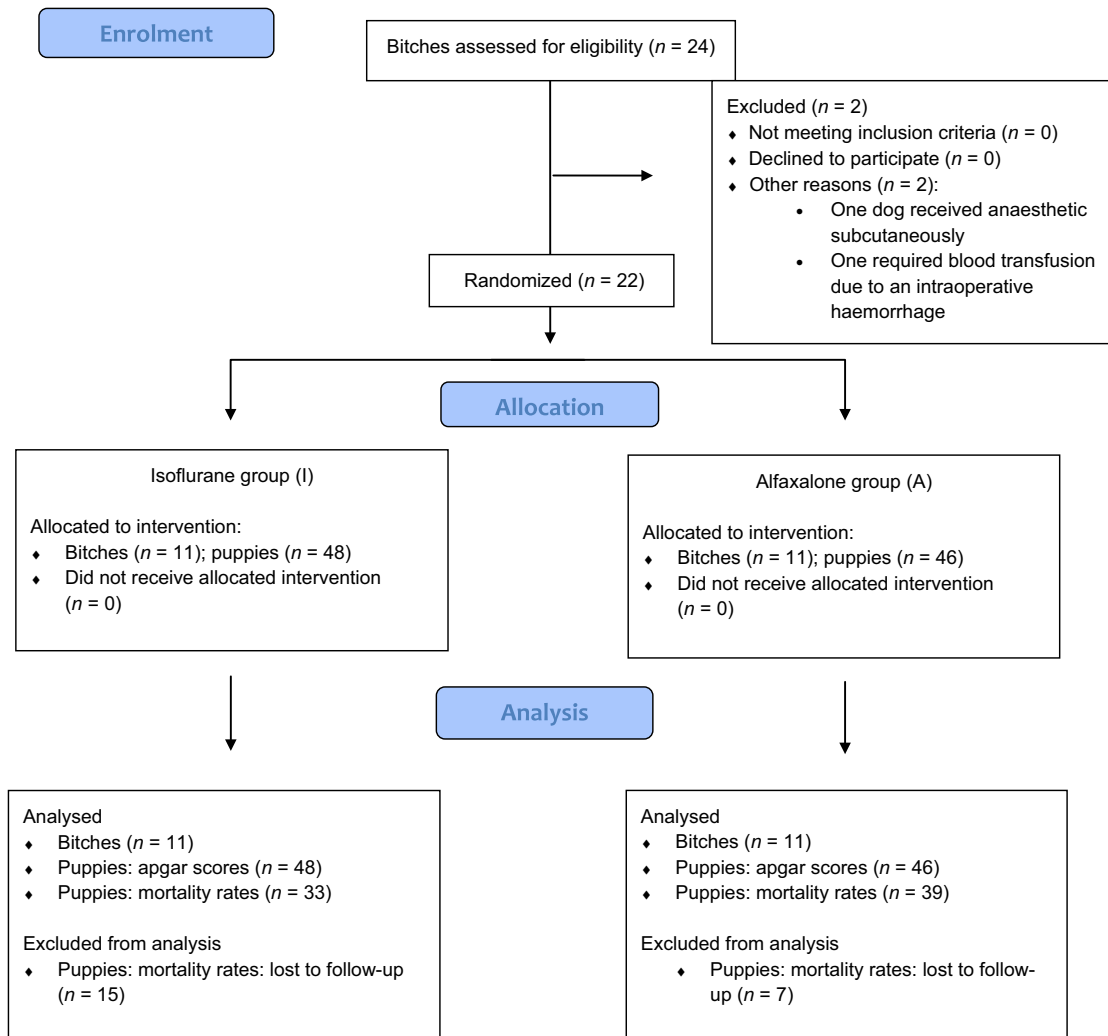 Enrolment
Bitches assessed for eligibility (n = 24)
Excluded (n = 2)
♦ Not meeting inclusion criteria (n = 0)
♦ Declined to participate (n = 0)
♦ Other reasons (n = 2):
• One dog received anaesthetic
subcutaneously
• One required blood transfusion
due to an intraoperative
haemorrhage
Randomized (n = 22)
Allocation
Isoflurane group (I)
Allocated to intervention:
♦ Bitches (n = 11); puppies (n = 48)
♦ Did not receive allocated intervention
(n = 0)
Alfaxalone group (A)
Allocated to intervention:
♦ Bitches (n = 11); puppies (n = 46)
♦ Did not receive allocated intervention
(n = 0)
Analysis
Analysed
♦ Bitches (n = 11)
♦ Puppies: apgar scores (n = 48)
♦ Puppies: mortality rates (n = 33)
Excluded from analysis
♦ Puppies: mortality rates: lost to follow-up
(n = 15)
Analysed
♦ Bitches (n = 11)
♦ Puppies: apgar scores (n = 46)
♦ Puppies: mortality rates (n = 39)
Excluded from analysis
♦ Puppies: mortality rates: lost to follow-
up (n = 7)